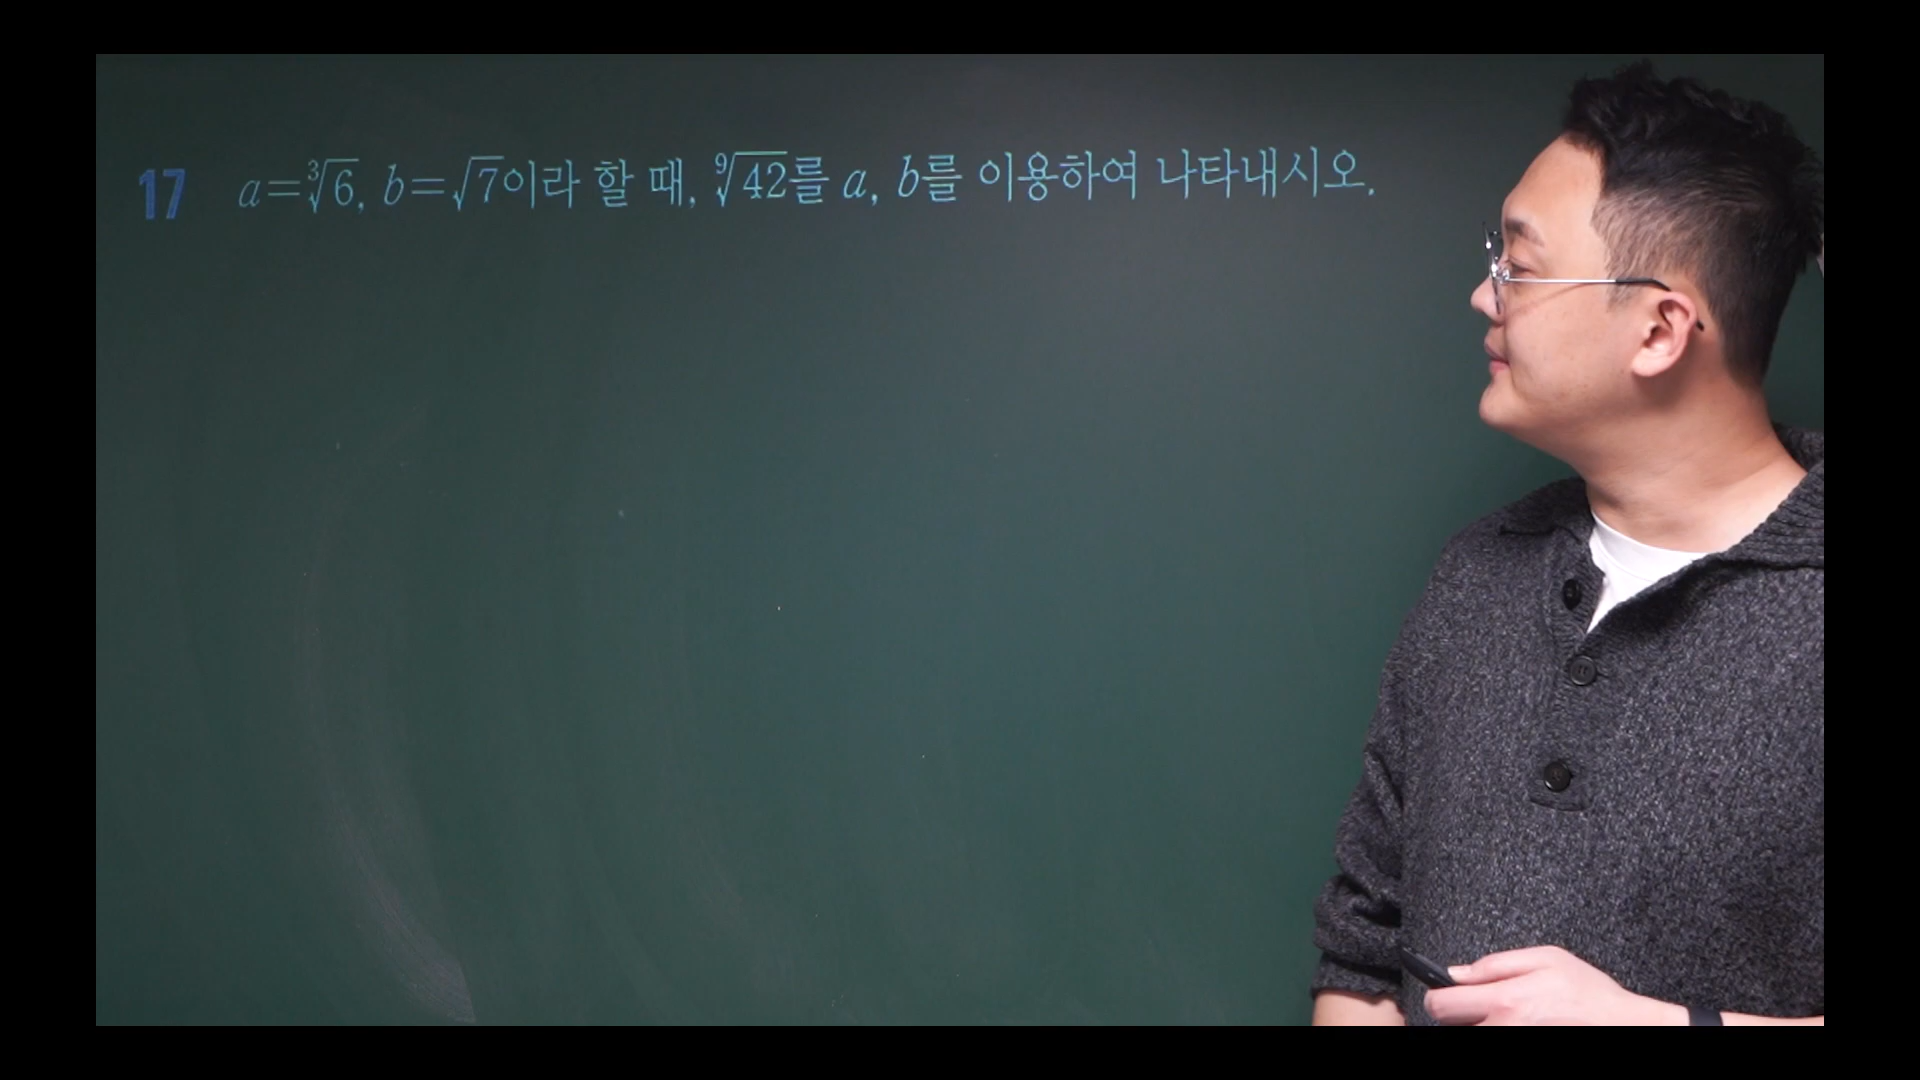 17 a=∛6, b=√7이라 할 때, ⁹√42를 a, b를 이용하여 나타내시오.